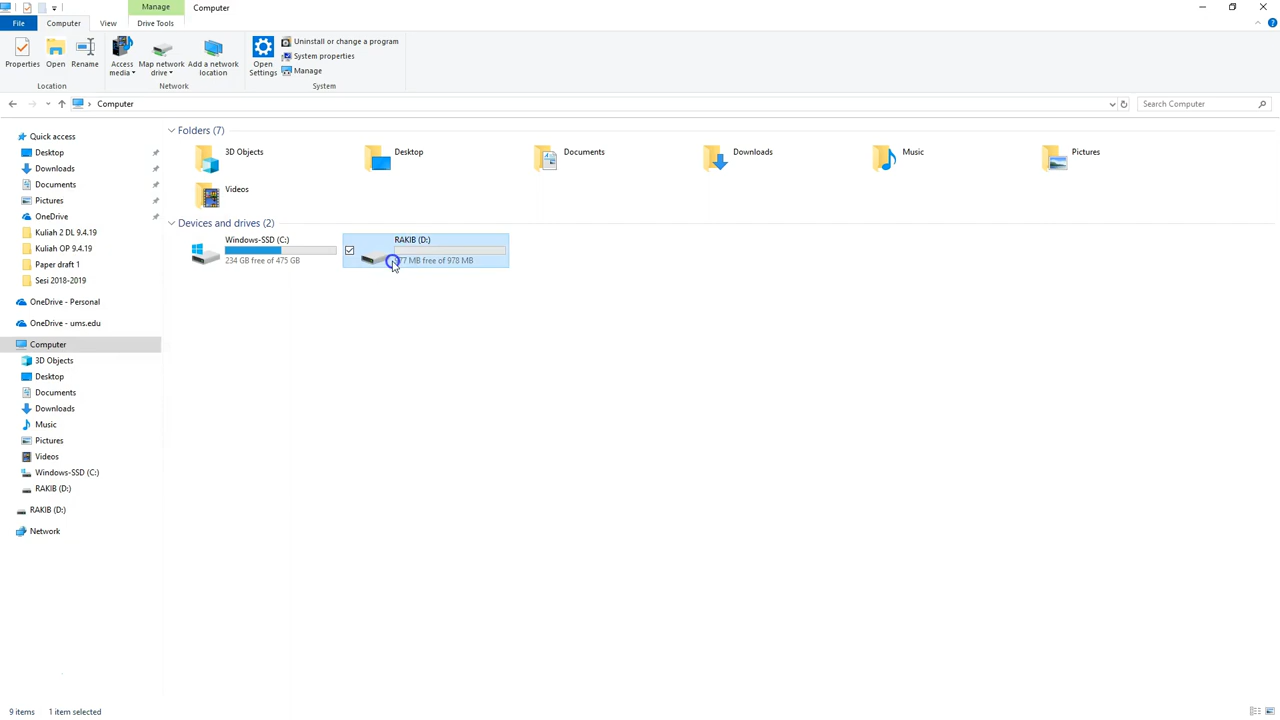 Manage
Computer
File
Computer
View
Drive Tools
Properties
Open
Rename
Access media
Map network drive
Add a network location
Open Settings
Uninstall or change a program
System properties
Manage
Location
Network
System
Computer
Search Computer
Quick access
Desktop
Downloads
Documents
Pictures
OneDrive
Kuliah 2 DL 9.4.19
Kuliah OP 9.4.19
Paper draft 1
Sesi 2018-2019
OneDrive - Personal
OneDrive - ums.edu
Computer
3D Objects
Desktop
Documents
Downloads
Music
Pictures
Videos
Windows-SSD (C:)
RAKIB (D:)
RAKIB (D:)
Network
Folders (7)
3D Objects
Desktop
Documents
Downloads
Music
Pictures
Videos
Devices and drives (2)
Windows-SSD (C:)
234 GB free of 475 GB
RAKIB (D:)
MB free of 978 MB
9 items
1 item selected